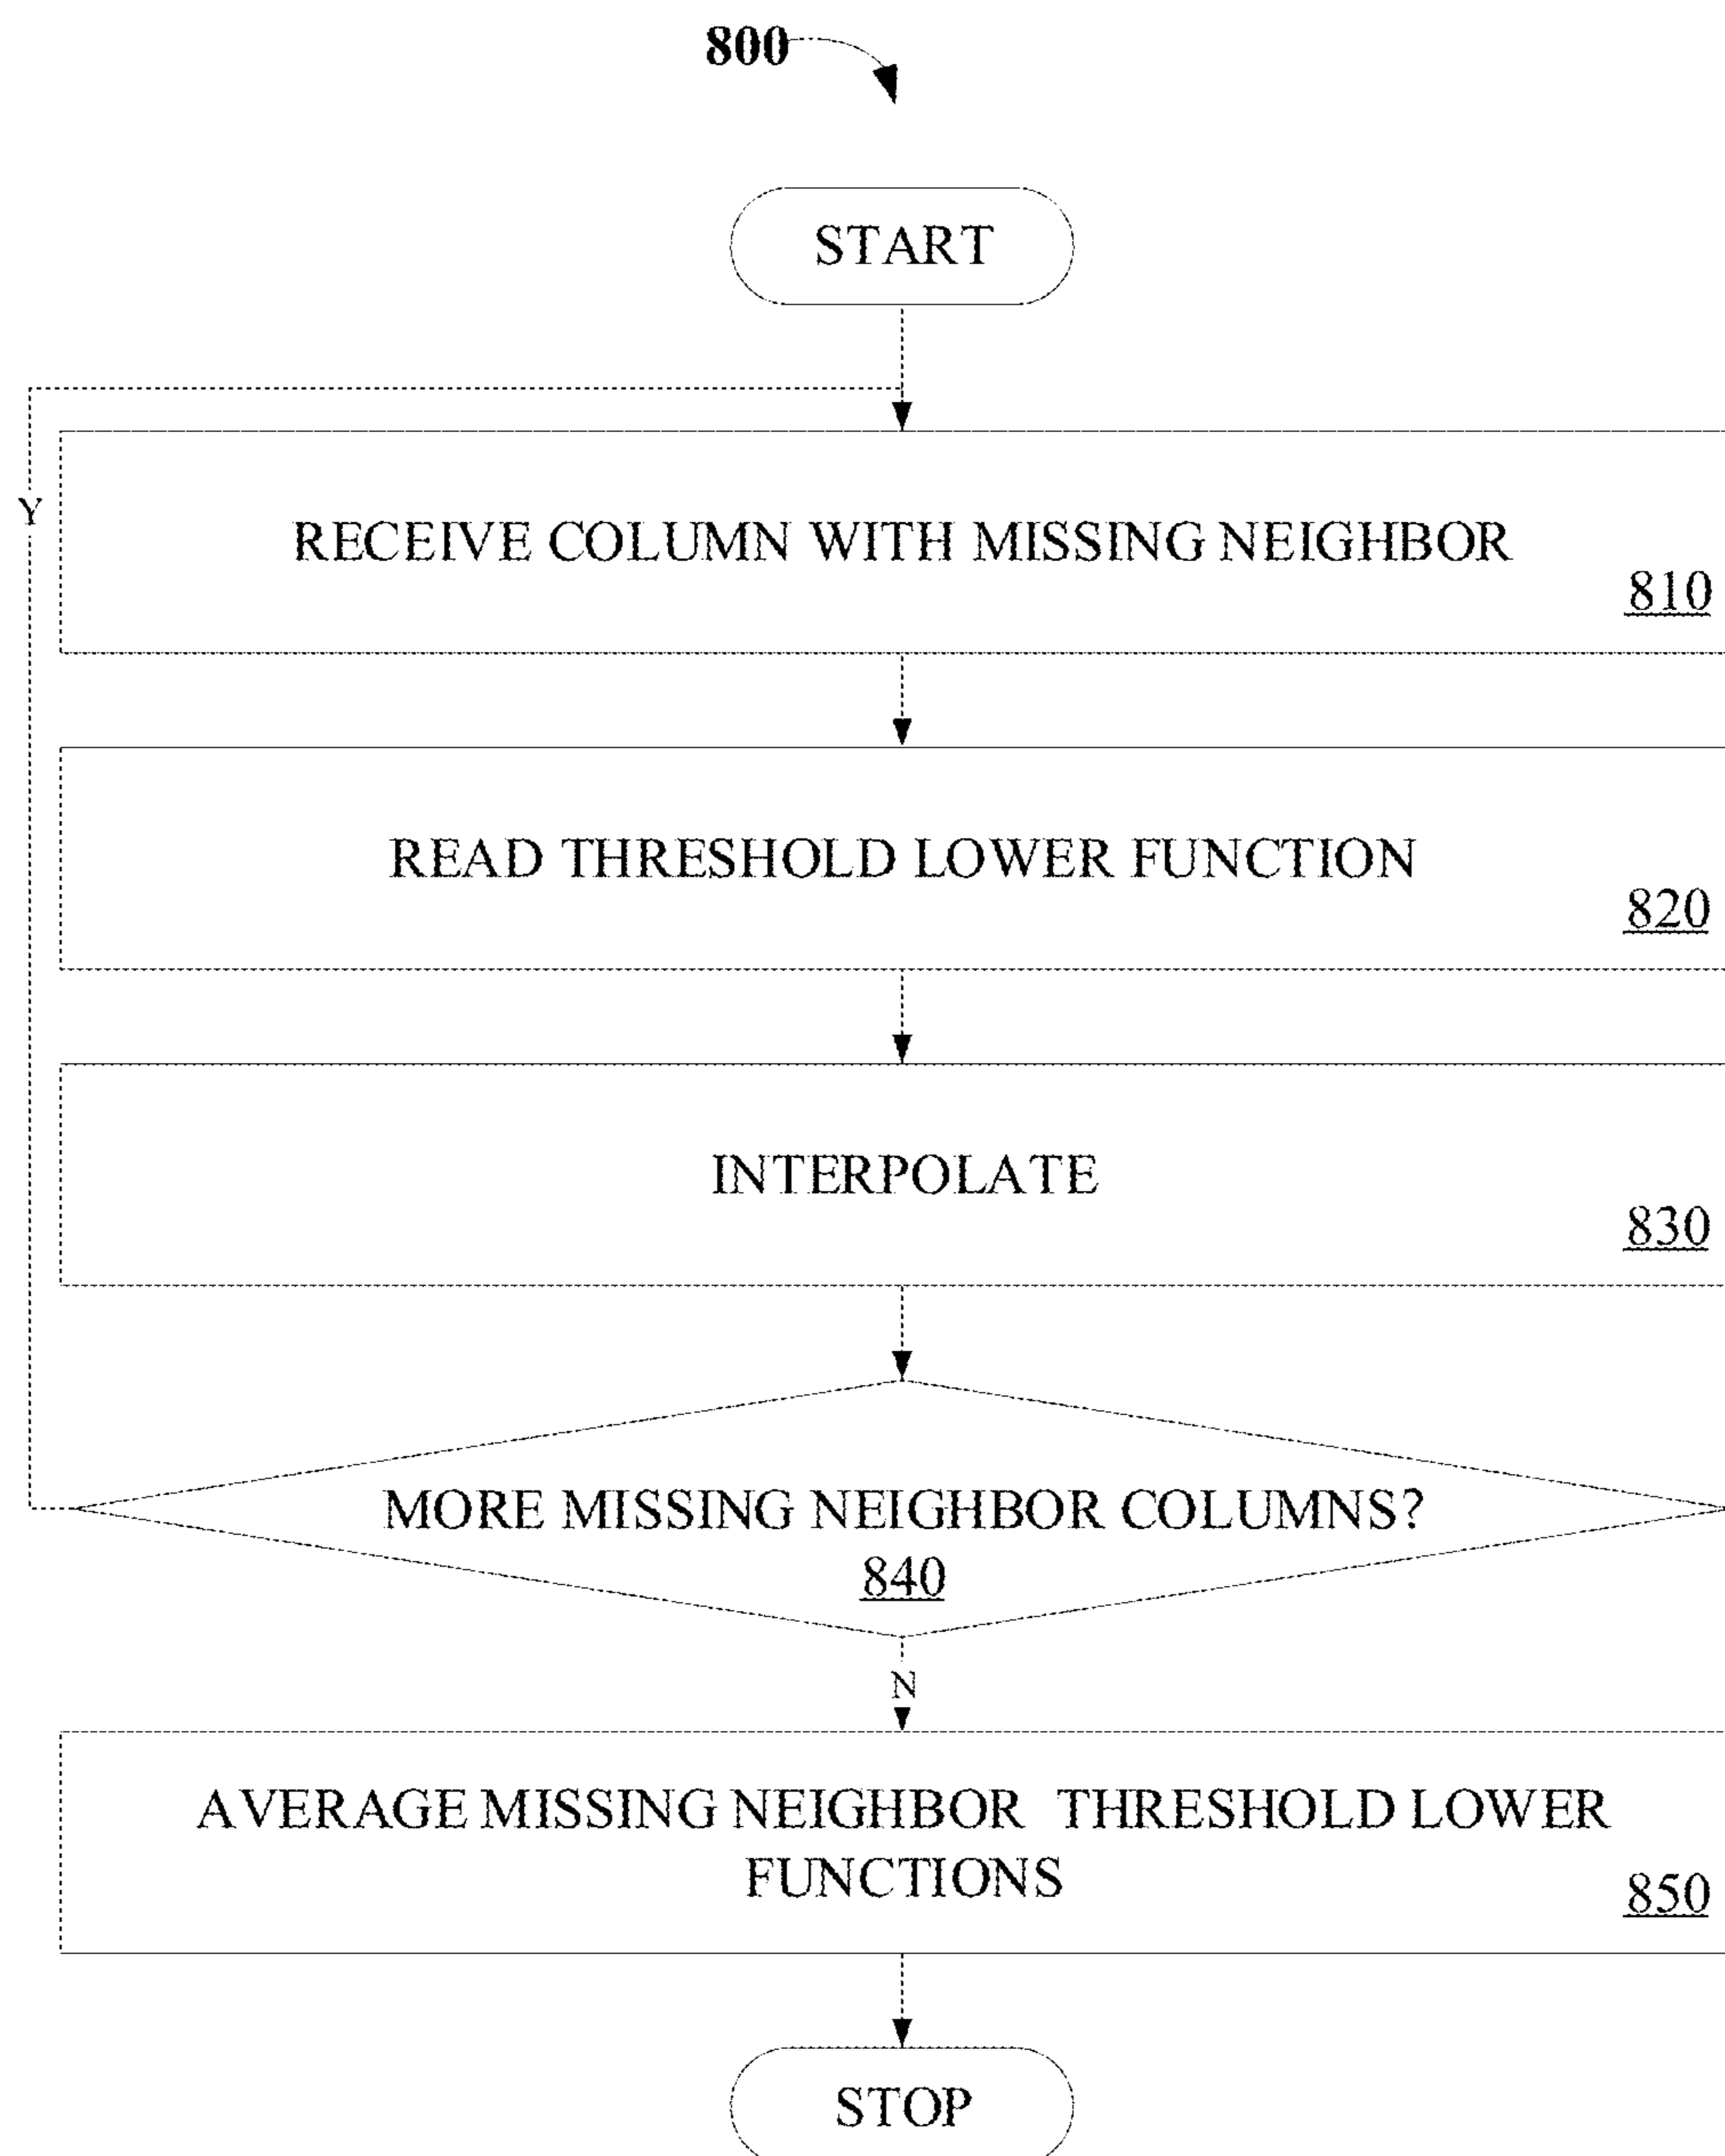 800
START
Y
RECEIVE COLUMN WITH MISSING NEIGHBOR
810
READ THRESHOLD LOWER FUNCTION
820
INTERPOLATE
830
MORE MISSING NEIGHBOR COLUMNS?
840
N
AVERAGE MISSING NEIGHBOR THRESHOLD LOWER
FUNCTIONS
850
STOP